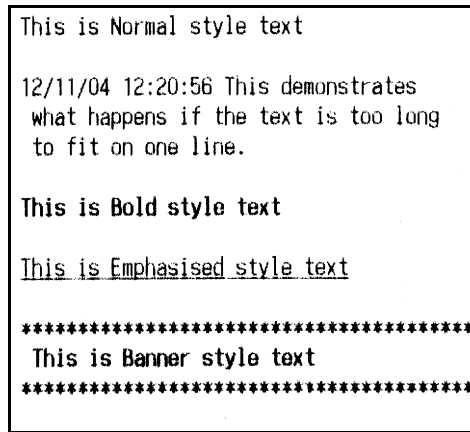 This is Normal style text
12/11/04 12:20:56 This demonstrates
what happens if the text is too long
to fit on one line.
This is Bold style text
This is Emphasised style text
****************************************
This is Banner style text
****************************************